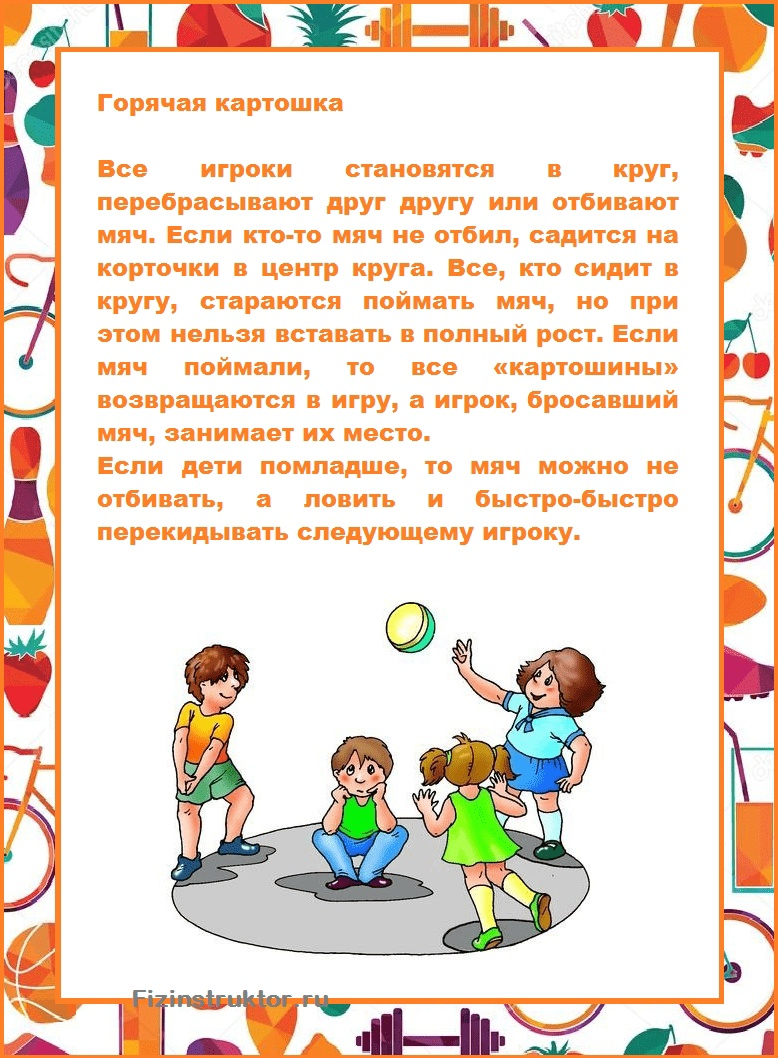 Горячая картошка
Все игроки становятся в круг,
перебрасывают друг другу или отбивают
мяч. Если кто-то мяч не отбил, садится на
корточки в центр круга. Все, кто сидит в
кругу, стараются поймать мяч, но при
этом нельзя вставать в полный рост. Если
мяч поймали, то все «картошины»
возвращаются в игру, а игрок, бросавший
мяч, занимает их место.
Если дети помладше, то мяч можно не
отбивать, а ловить и быстро-быстро
перекидывать следующему игроку.
Fizinstruktor.ru